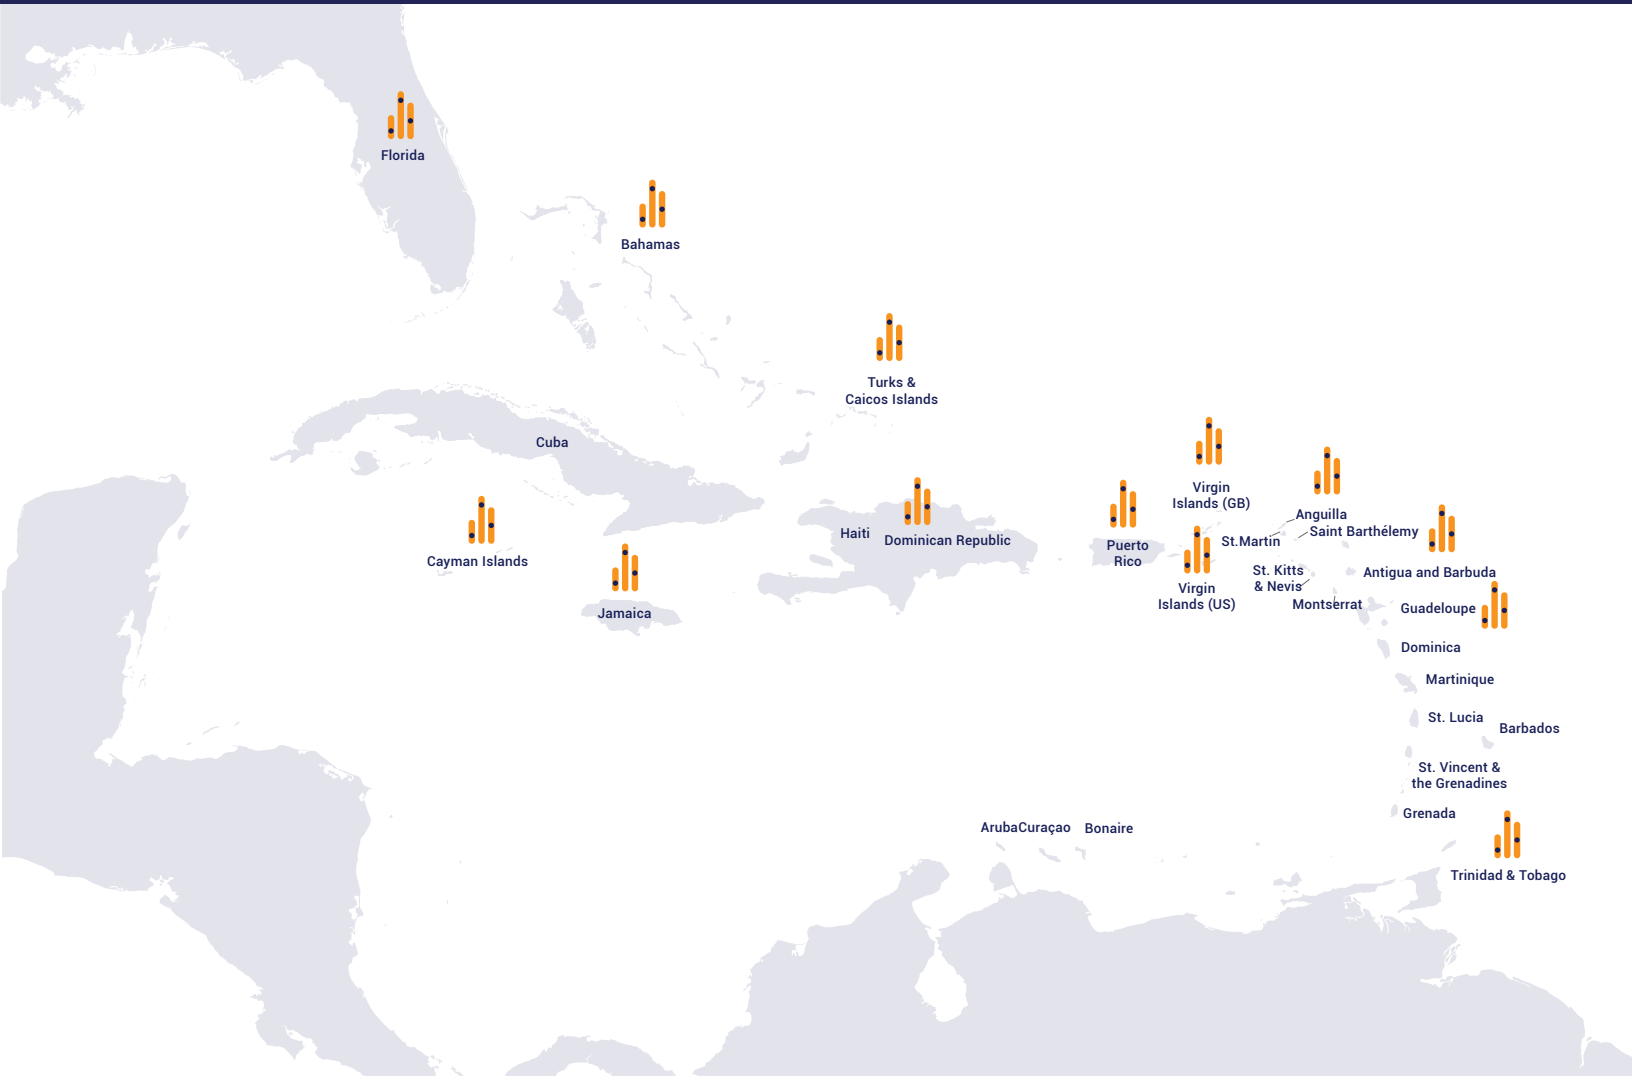 Florida
Bahamas
Turks &
Caicos Islands
Cuba
Virgin
Islands (GB)
Anguilla
Saint Barthélemy
St.Martin
Haiti
Dominican Republic
Puerto
Rico
Cayman Islands
St. Kitts
& Nevis
Antigua and Barbuda
Virgin
Islands (US)
Montserrat
Guadeloupe
Jamaica
Dominica
Martinique
St. Lucia
Barbados
St. Vincent &
the Grenadines
Grenada
Aruba
Curaçao
Bonaire
Trinidad & Tobago